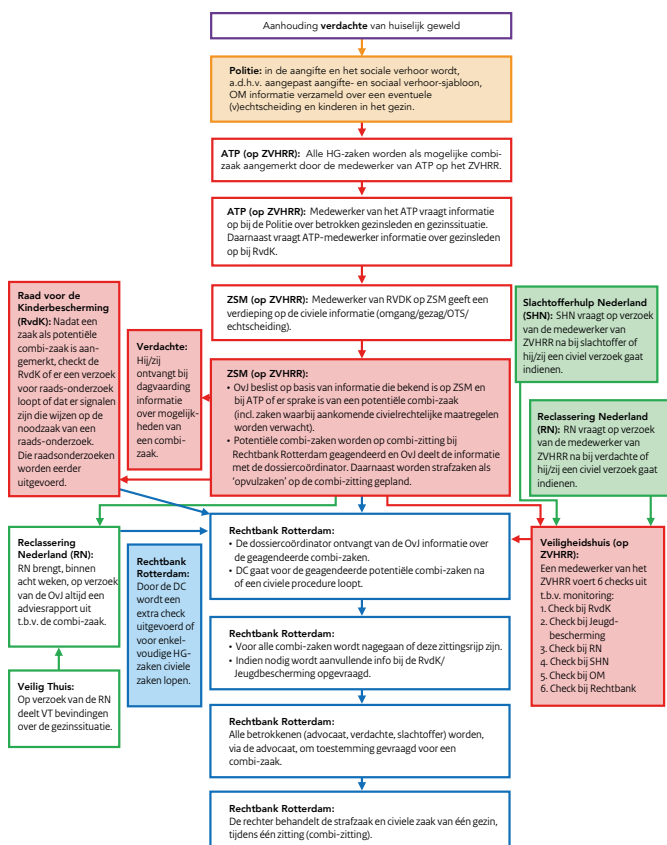 Aanhouding verdachte van huiselijk geweld
Politie: in de aangifte en het sociale verhoor wordt,
a.d.h.v. aangepast aangifte- en sociaal verhoor-sjabloon,
OM informatie verzameld over een eventuele
(v)echtscheiding en kinderen in het gezin.
ATP (op ZVHRR): Alle HG-zaken worden als mogelijke combi-
zaak aangemerkt door de medewerker van ATP op het ZVHRR.
ATP (op ZVHRR): Medewerker van het ATP vraagt informatie
op bij de Politie over betrokken gezinsleden en gezinssituatie.
Daarnaast vraagt ATP-medewerker informatie over gezinsleden
op bij RvdK.
ZSM (op ZVHRR): Medewerker van RVDK op ZSM geeft een
verdieping op de civiele informatie (omgang/gezag/OTS/
echtscheiding).
Raad voor de
Kinderbescherming
(RvdK): Nadat een
zaak als potentiële
combi-zaak is aan-
gemerkt, checkt de
RvdK of er een verzoek
voor raads-onderzoek
loopt of dat er signalen
zijn die wijzen op de
noodzaak van een
raads-onderzoek.
Die raadsonderzoeken
worden eerder
uitgevoerd.
Verdachte:
Hij/zij
ontvangt bij
dagvaarding
informatie
over mogelijk-
heden van
een combi-
zaak.
ZSM (op ZVHRR):
• OvJ beslist op basis van informatie die bekend is op ZSM en
bij ATP of er sprake is van een potentiële combi-zaak
(incl. zaken waarbij aankomende civielrechtelijke maatregelen
worden verwacht).
• Potentiële combi-zaken worden op combi-zitting bij
Rechtbank Rotterdam geagendeerd en OvJ deelt de informatie
met de dossiercoördinator. Daarnaast worden strafzaken als
‘opvulzaken’ op de combi-zitting gepland.
Slachtofferhulp Nederland
(SHN): SHN vraagt op verzoek
van de medewerker van
ZVHRR na bij slachtoffer of
hij/zij een civiel verzoek gaat
indienen.
Reclassering Nederland
(RN): RN vraagt op verzoek
van de medewerker van
ZVHRR na bij verdachte of
hij/zij een civiel verzoek gaat
indienen.
Reclassering
Nederland (RN):
RN brengt, binnen
acht weken, op verzoek
van de OvJ altijd een
adviesrapport uit
t.b.v. de combi-zaak.
Veilig Thuis:
Op verzoek van de RN
deelt VT bevindingen
over de gezinssituatie.
Rechtbank
Rotterdam:
Door de DC
wordt een
extra check
uitgevoerd of
voor enkel-
voudige HG-
zaken civiele
zaken lopen.
Rechtbank Rotterdam:
• De dossiercoördinator ontvangt van de OvJ informatie over
de geagendeerde combi-zaken.
• DC gaat voor de geagendeerde potentiële combi-zaken na
of een civiele procedure loopt.
Rechtbank Rotterdam:
• Voor alle combi-zaken wordt nagegaan of deze zittingsrijp zijn.
• Indien nodig wordt aanvullende info bij de RvdK/
Jeugdbescherming opgevraagd.
Rechtbank Rotterdam:
Alle betrokkenen (advocaat, verdachte, slachtoffer) worden,
via de advocaat, om toestemming gevraagd voor een
combi-zaak.
Rechtbank Rotterdam:
De rechter behandelt de strafzaak en civiele zaak van één gezin,
tijdens één zitting (combi-zitting).
Veiligheidshuis (op
ZVHRR):
Een medewerker van het
ZVHRR voert 6 checks uit
t.b.v. monitoring:
1. Check bij RvdK
2. Check bij Jeugd-
bescherming
3. Check bij RN
4. Check bij SHN
5. Check bij OM
6. Check bij Rechtbank